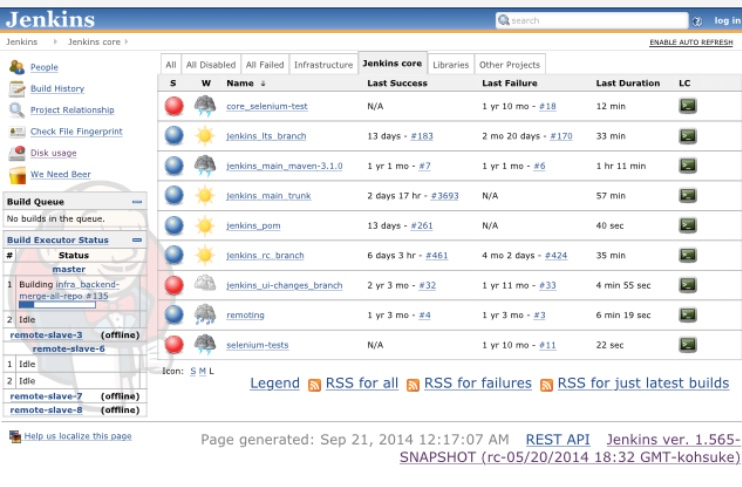 Jenkins
search
log in
Jenkins Jenkins core
ENABLE AUTO REFRESH
People
Build History
Project Relationship
Check File Fingerprint
Disk usage
We Need Beer
Build Queue
No builds in the queue.
Build Executor Status
# Status
master
1 Building infra_backend-
merge-all-repo #135
2 Idle
remote-slave-3 (offline)
remote-slave-6
1 Idle
2 Idle
remote-slave-7 (offline)
remote-slave-8 (offline)
All All Disabled All Failed Infrastructure Jenkins core Libraries Other Projects
S W Name ↓ Last Success Last Failure Last Duration LC
core_selenium-test N/A 1 yr 10 mo - #18 12 min
jenkins_lts_branch 13 days - #183 2 mo 20 days - #170 33 min
jenkins_main_maven-3.1.0 1 yr 1 mo - #7 1 yr 1 mo - #6 1 hr 11 min
jenkins_main_trunk 2 days 17 hr - #3693 N/A 57 min
jenkins_pom 13 days - #261 N/A 40 sec
jenkins_rc_branch 6 days 3 hr - #461 4 mo 2 days - #424 35 min
jenkins_ui-changes_branch 2 yr 3 mo - #32 1 yr 11 mo - #33 4 min 55 sec
remoting 1 yr 3 mo - #4 1 yr 3 mo - #3 6 min 19 sec
selenium-tests N/A 1 yr 10 mo - #11 22 sec
Icon: S M L
Legend RSS for all RSS for failures RSS for just latest builds
Help us localize this page
Page generated: Sep 21, 2014 12:17:07 AM REST API Jenkins ver. 1.565-
SNAPSHOT (rc-05/20/2014 18:32 GMT-kohsuke)